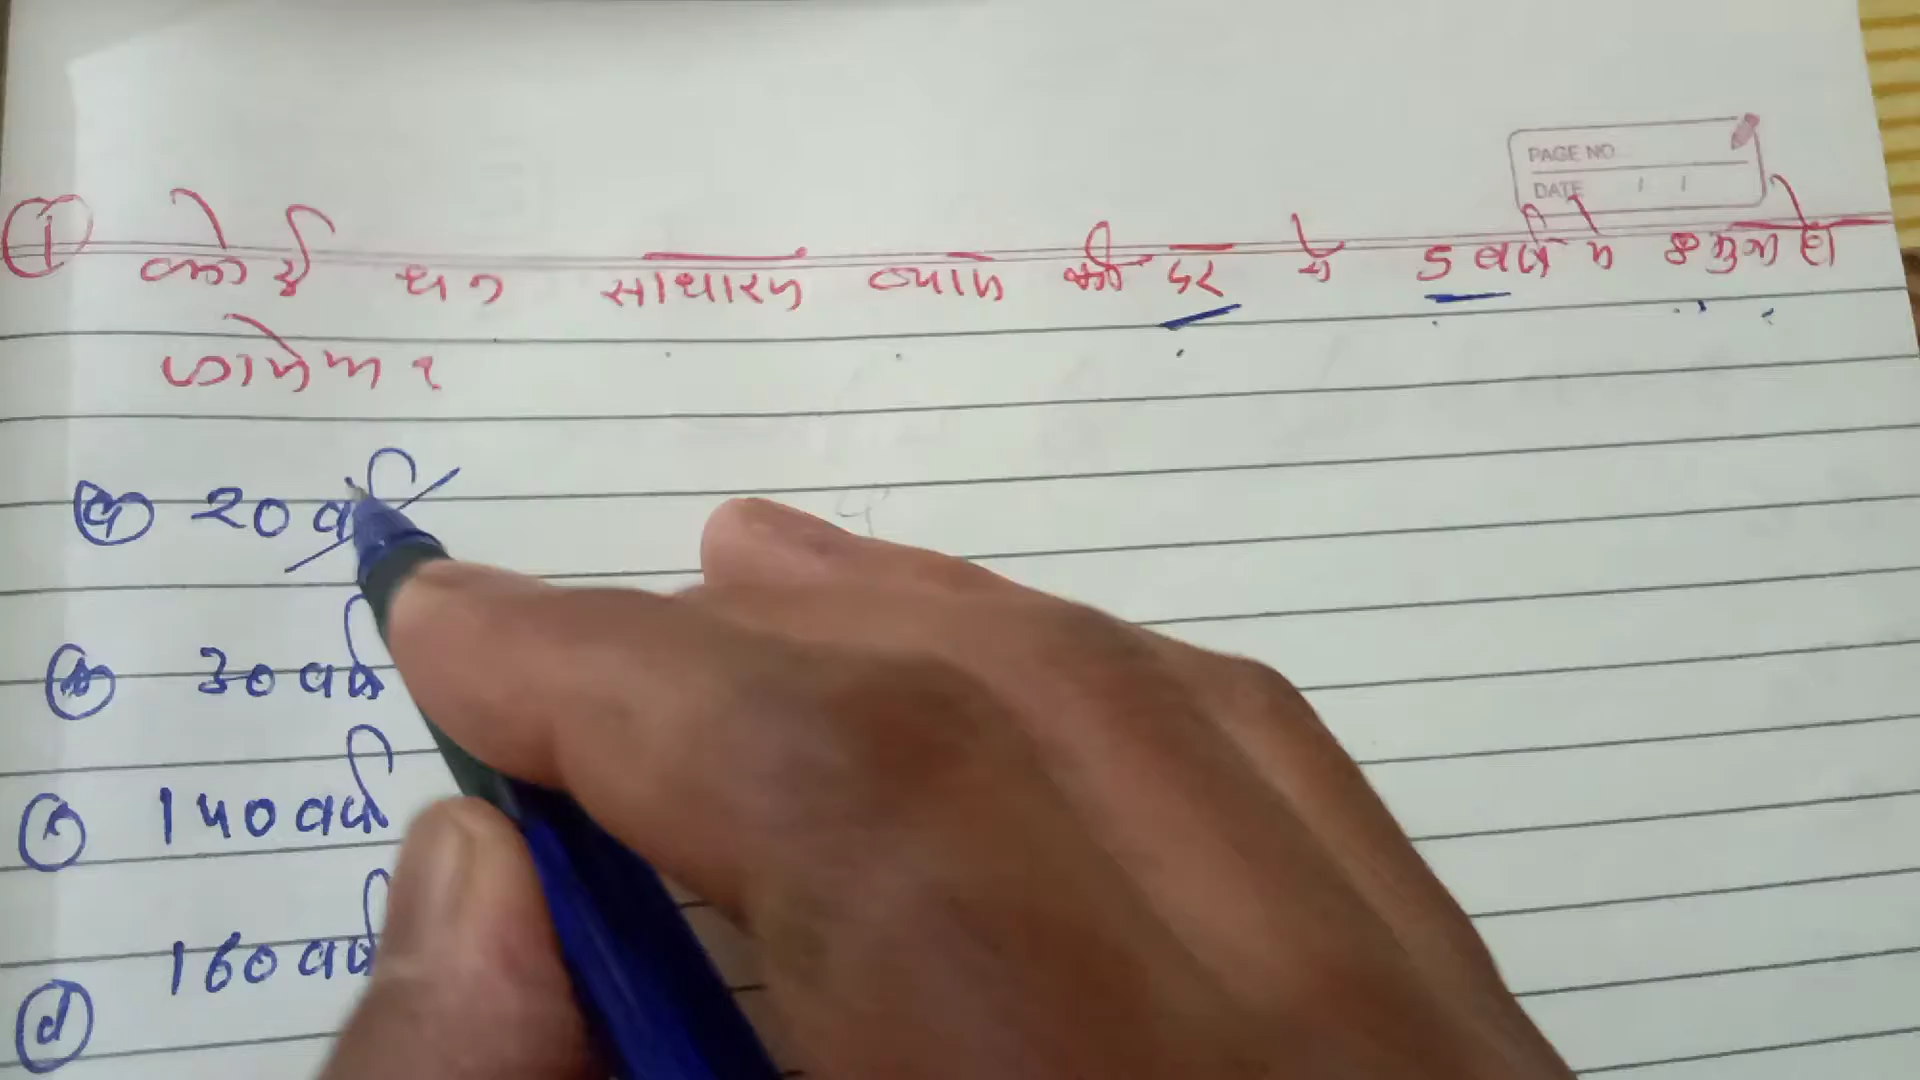 PAGE NO.
DATE
① कोई धन साधारण ब्याज की दर से 5 वर्ष में 8 गुना हो
जायेगा ?
20 वर्ष
30 वर्ष
140 वर्ष
160 वर्ष
ⓓ